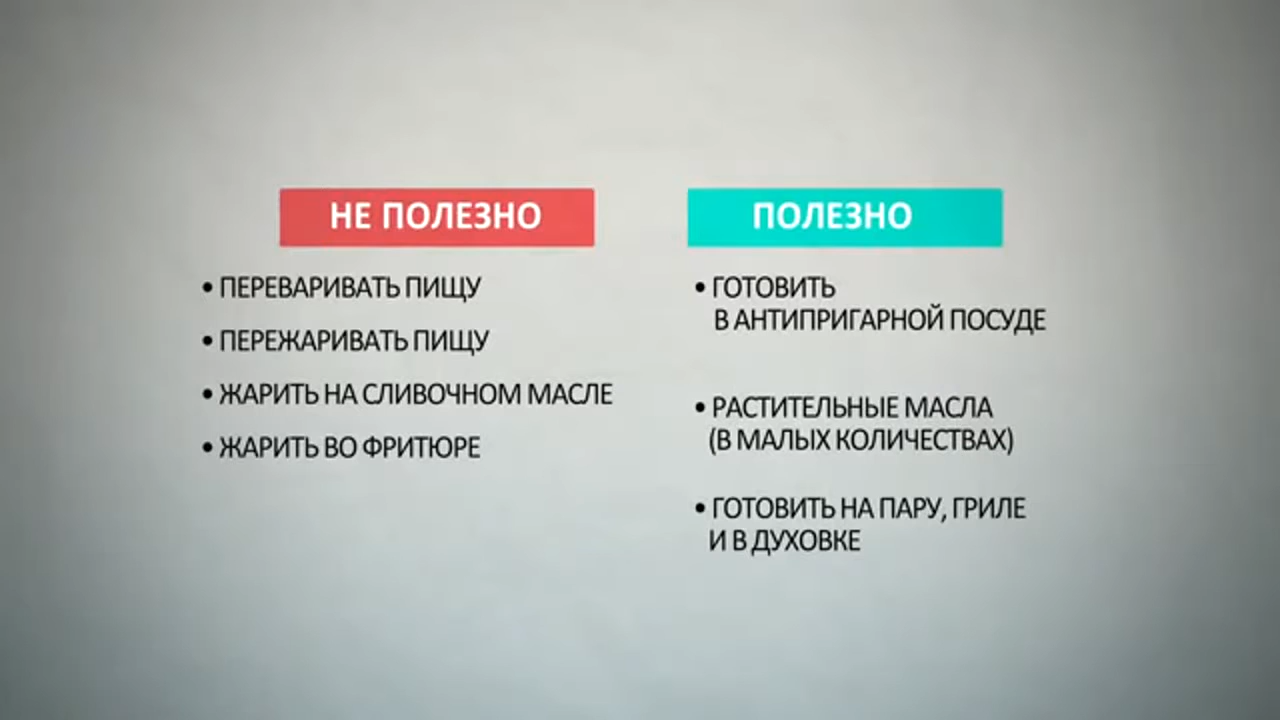 НЕ ПОЛЕЗНО
• ПЕРЕВАРИВАТЬ ПИЩУ
• ПЕРЕЖАРИВАТЬ ПИЩУ
• ЖАРИТЬ НА СЛИВОЧНОМ МАСЛЕ
• ЖАРИТЬ ВО ФРИТЮРЕ
ПОЛЕЗНО
• ГОТОВИТЬ
В АНТИПРИГАРНОЙ ПОСУДЕ
• РАСТИТЕЛЬНЫЕ МАСЛА
(В МАЛЫХ КОЛИЧЕСТВАХ)
• ГОТОВИТЬ НА ПАРУ, ГРИЛЕ
И В ДУХОВКЕ